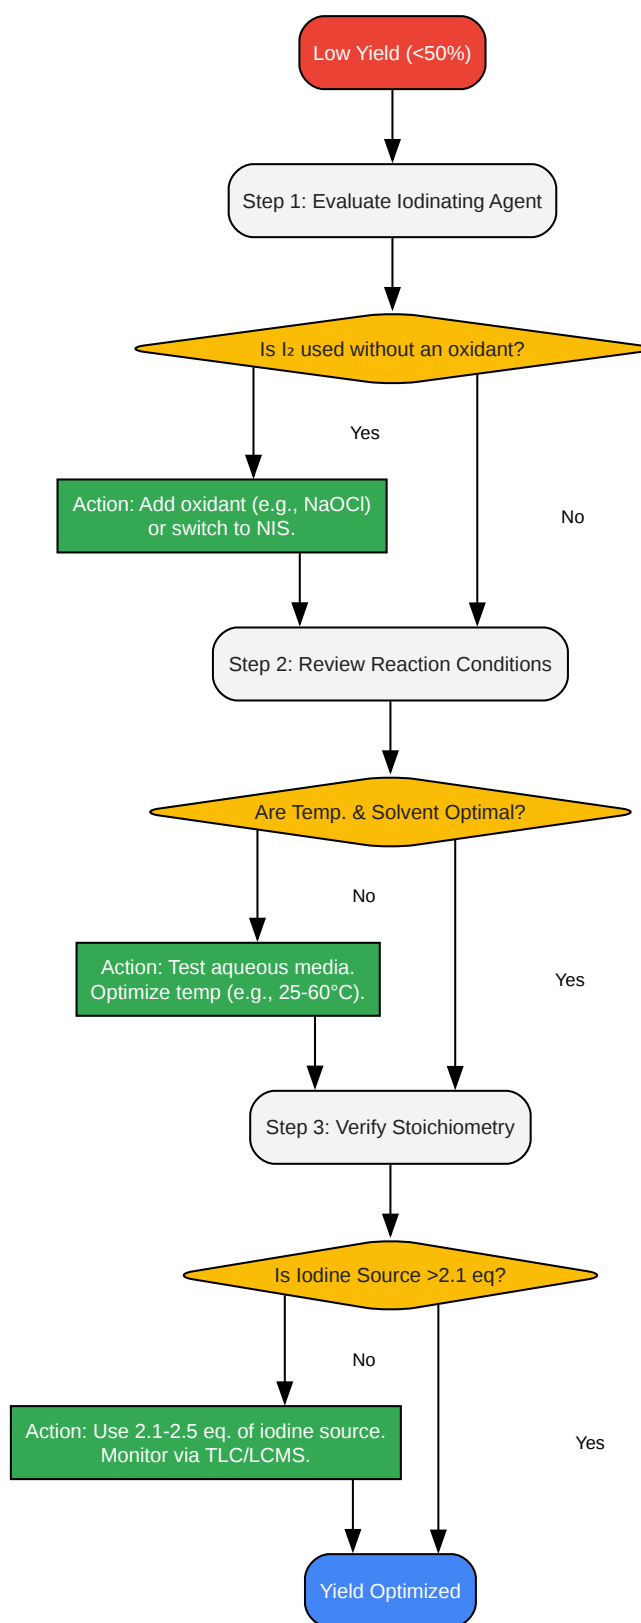 Low Yield (<50%)
Step 1: Evaluate Iodinating Agent
Is I₂ used without an oxidant?
Yes
Action: Add oxidant (e.g., NaOCl)
or switch to NIS.
No
Step 2: Review Reaction Conditions
Are Temp. & Solvent Optimal?
No
Action: Test aqueous media.
Optimize temp (e.g., 25-60°C).
Yes
Step 3: Verify Stoichiometry
Is Iodine Source >2.1 eq?
No
Action: Use 2.1-2.5 eq. of iodine source.
Monitor via TLC/LCMS.
Yes
Yield Optimized